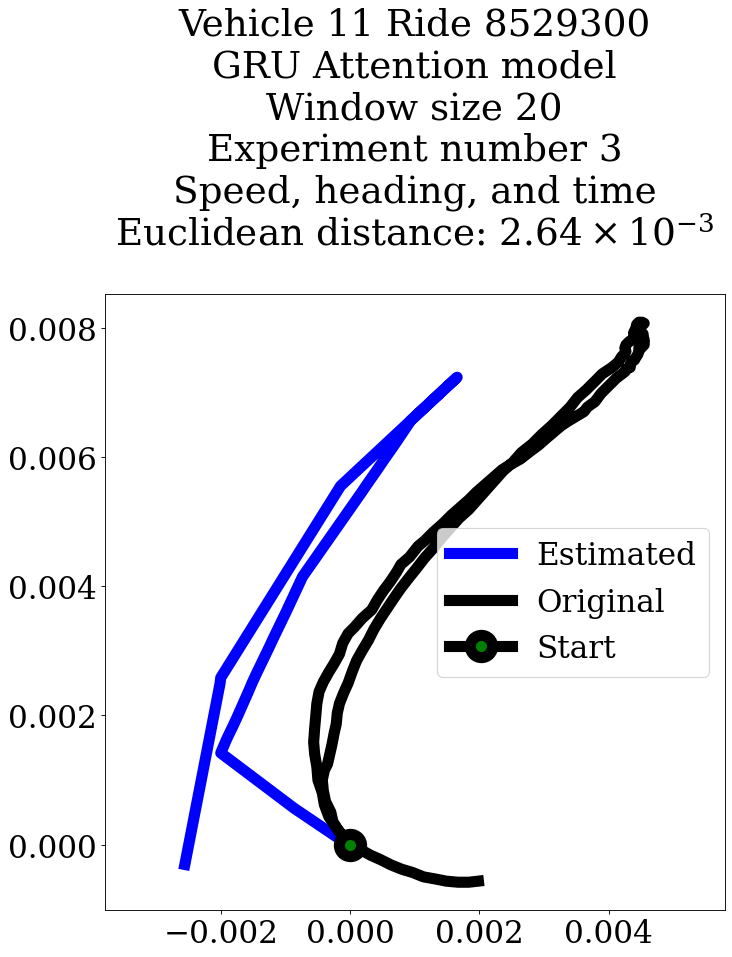 Vehicle 11 Ride 8529300
GRU Attention model
Window size 20
Experiment number 3
Speed, heading, and time
Euclidean distance: 2.64 × 10⁻³
0.008
0.006
0.004
0.002
0.000
Estimated
Original
Start
−0.002 0.000 0.002 0.004